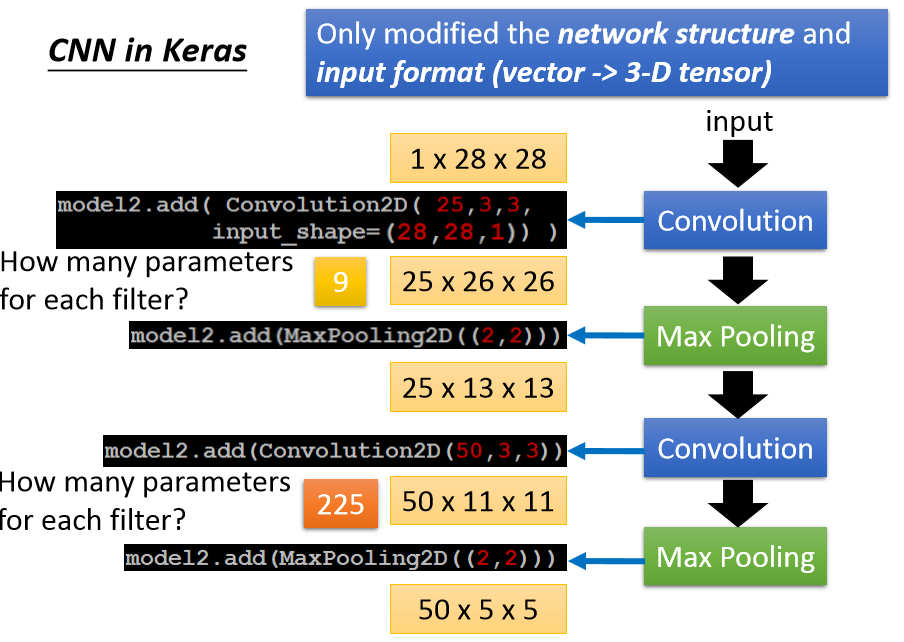 CNN in Keras
Only modified the network structure and
input format (vector -> 3-D tensor)
input
1 x 28 x 28
model2.add( Convolution2D( 25,3,3,
input_shape=(28,28,1)) )
Convolution
How many parameters
for each filter?
9
25 x 26 x 26
model2.add(MaxPooling2D((2,2)))
Max Pooling
25 x 13 x 13
model2.add(Convolution2D(50,3,3))
Convolution
How many parameters
for each filter?
225
50 x 11 x 11
model2.add(MaxPooling2D((2,2)))
Max Pooling
50 x 5 x 5